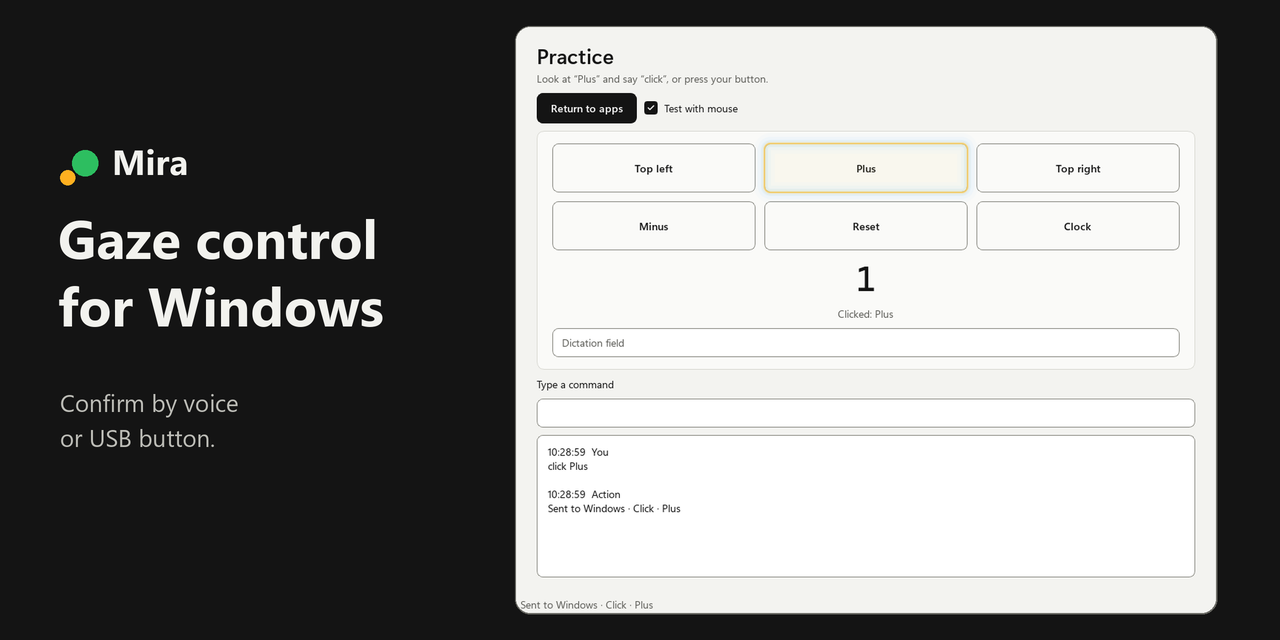 Mira
Gaze control
for Windows
Confirm by voice
or USB button.
Practice
Look at "Plus" and say "click", or press your button.
Return to apps
Test with mouse
Top left
Plus
Top right
Minus
Reset
Clock
1
Clicked: Plus
Dictation field
Type a command
10:28:59 You
click Plus
10:28:59 Action
Sent to Windows · Click · Plus
Sent to Windows · Click · Plus